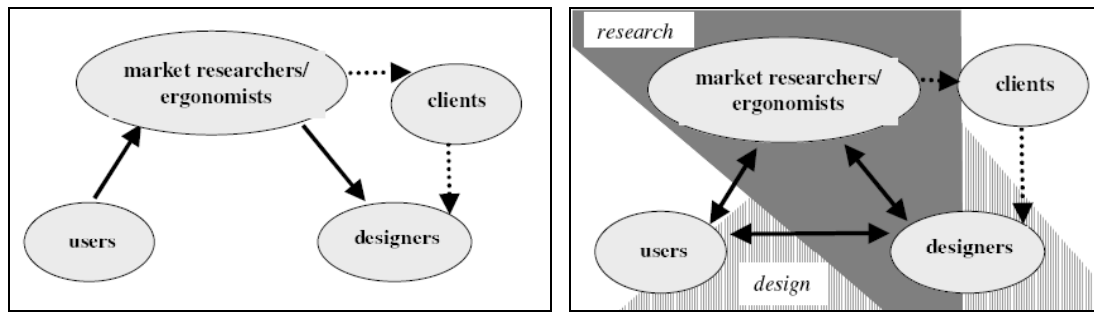 market researchers/
ergonomists
clients
users
designers
research
market researchers/
ergonomists
clients
users
designers
design